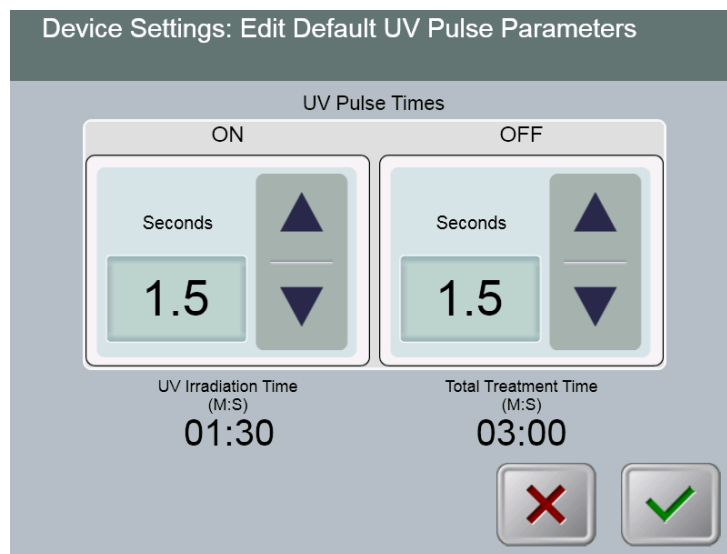 Device Settings: Edit Default UV Pulse Parameters
UV Pulse Times
ON
OFF
Seconds
1.5
Seconds
1.5
UV Irradiation Time
(M:S)
01:30
Total Treatment Time
(M:S)
03:00